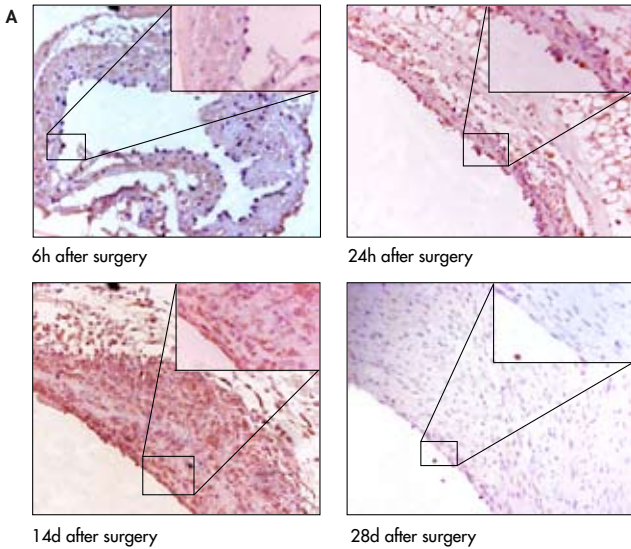 A
6h after surgery
24h after surgery
14d after surgery
28d after surgery